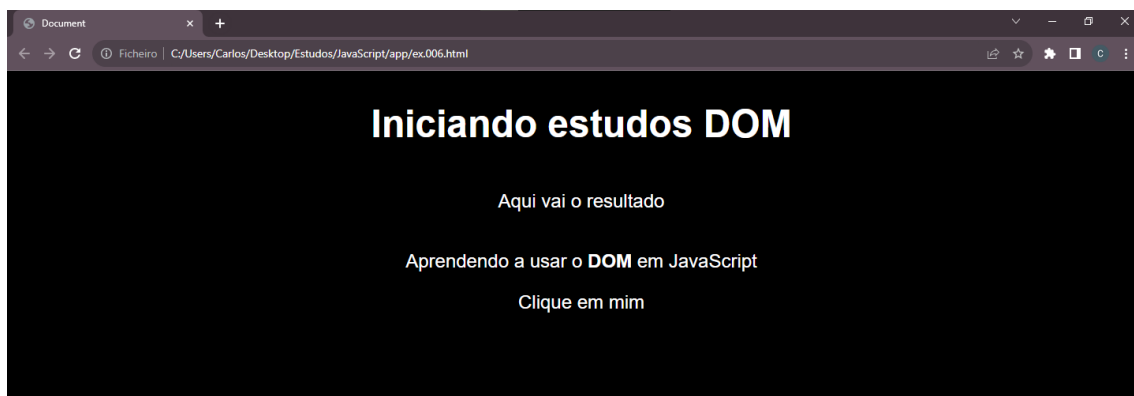 Document
Ficheiro
C:/Users/Carlos/Desktop/Estudos/JavaScript/app/ex.006.html
C
Iniciando estudos DOM
Aqui vai o resultado
Aprendendo a usar o DOM em JavaScript
Clique em mim